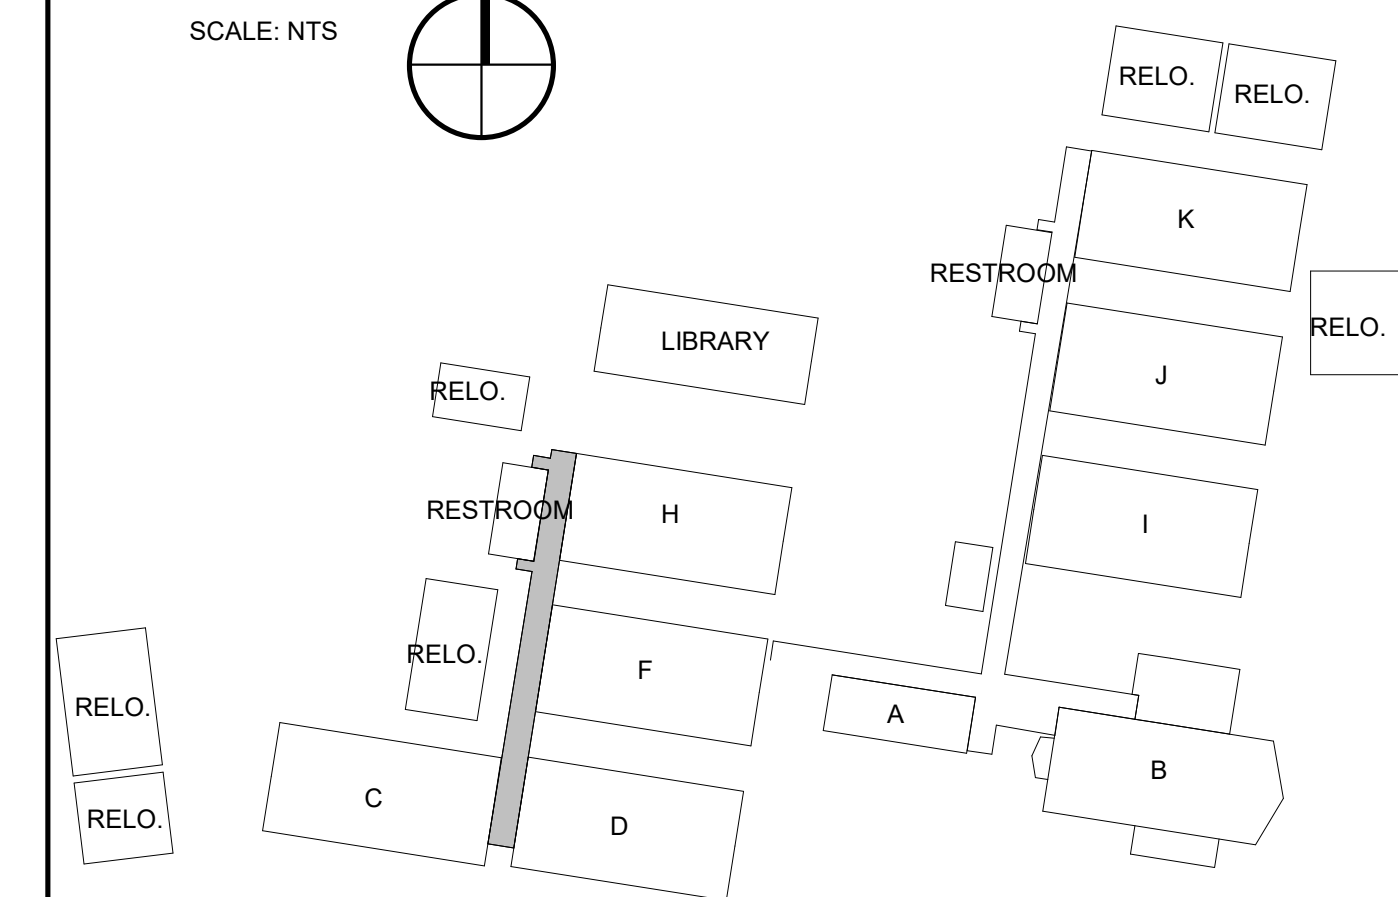 SCALE: NTS
RELO.
RELO.
K
RESTROOM
RELO.
LIBRARY
J
RELO.
H
RESTROOM
I
RELO.
F
RELO.
A
B
C
D
RELO.